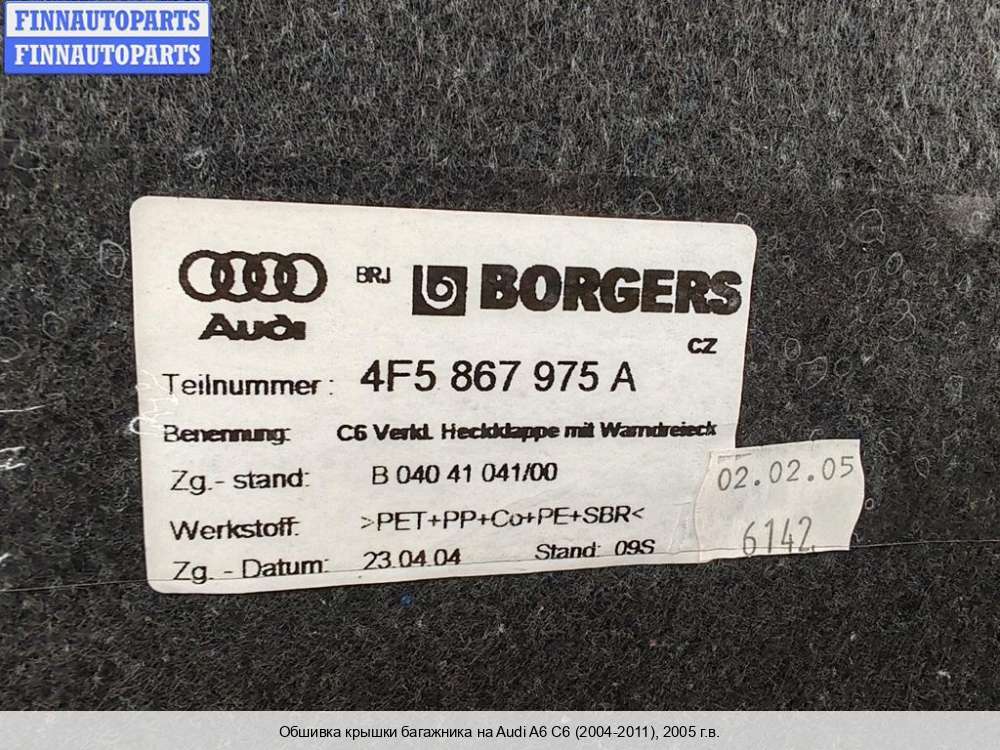 FINNAUTOPARTS
FINNAUTOPARTS
BRJ BORGERS
Audi
CZ
Teilnummer: 4F5 867 975 A
Benennung: C6 Verkl. Heckklappe mit Warndreieck
Zg.- stand: B 040 41 041/00
02.02.05
Werkstoff: >PET+PP+Co+PE+SBR<
6142
Zg. - Datum: 23.04.04 Stand: 09S
Обшивка крышки багажника на Audi A6 C6 (2004-2011), 2005 г.в.